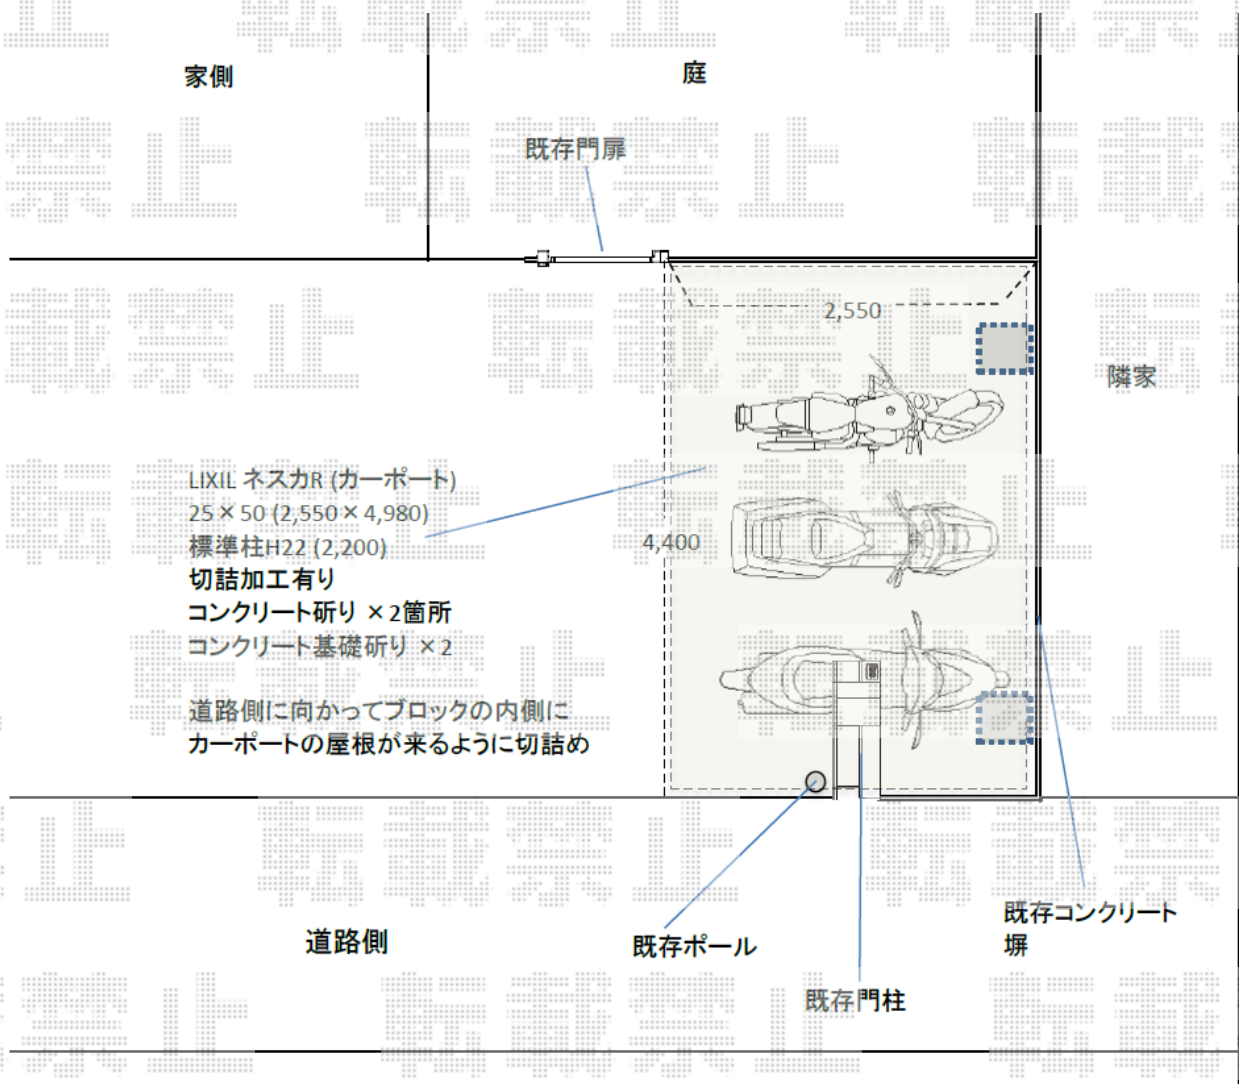 家側
庭
既存門扉
2,550
隣家
LIXIL ネスカR (カーポート)
25×50 (2,550×4,980)
標準柱H22 (2,200)
切詰加工有り
コンクリート斫り ×2箇所
コンクリート基礎斫り ×2
4,400
道路側に向かってブロックの内側に
カーポートの屋根が来るように切詰め
道路側
既存ポール
既存門柱
既存コンクリート
塀
転載禁止